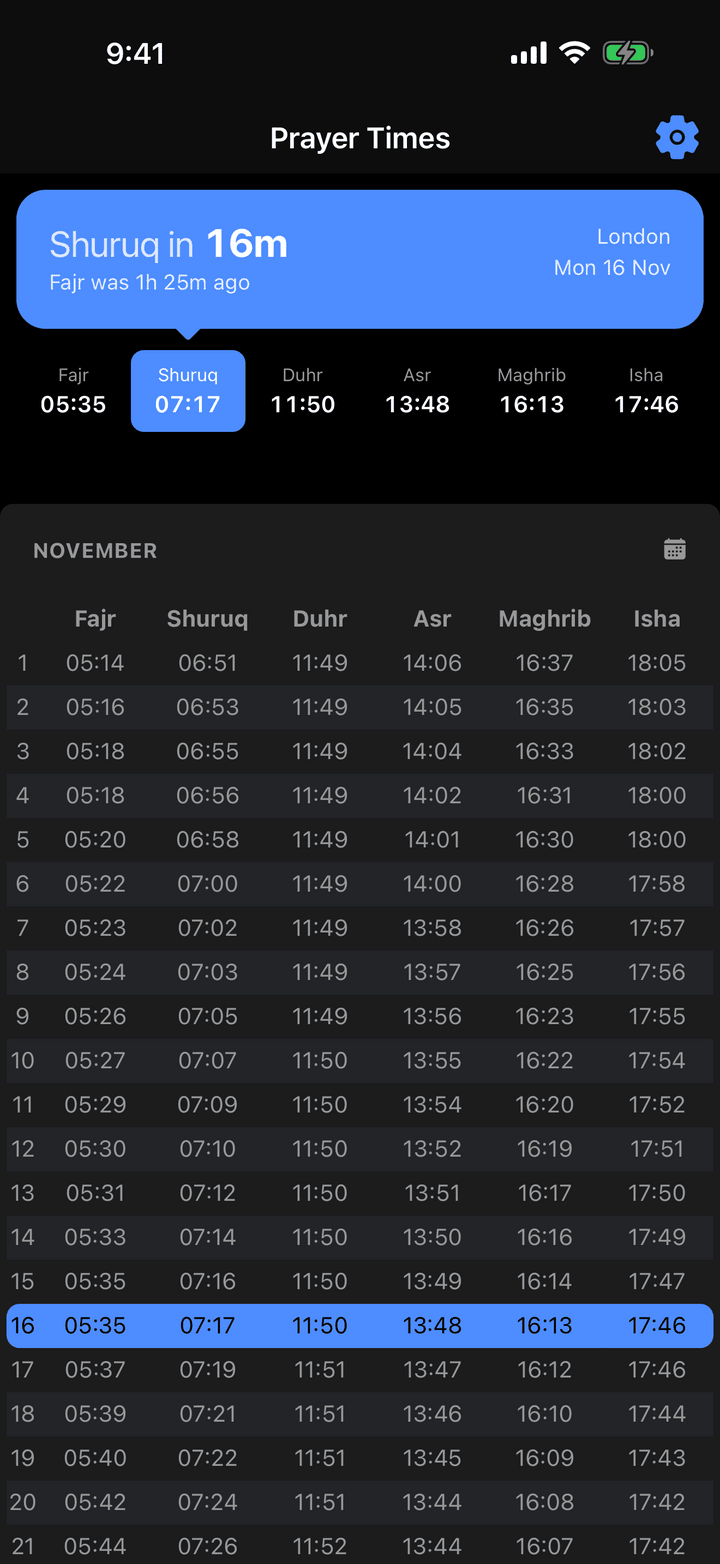 9:41
Prayer Times
Shuruq in 16m
Fajr was 1h 25m ago
London
Mon 16 Nov
Fajr Shuruq Duhr Asr Maghrib Isha
05:35 07:17 11:50 13:48 16:13 17:46
NOVEMBER
Fajr Shuruq Duhr Asr Maghrib Isha
1 05:14 06:51 11:49 14:06 16:37 18:05
2 05:16 06:53 11:49 14:05 16:35 18:03
3 05:18 06:55 11:49 14:04 16:33 18:02
4 05:18 06:56 11:49 14:02 16:31 18:00
5 05:20 06:58 11:49 14:01 16:30 18:00
6 05:22 07:00 11:49 14:00 16:28 17:58
7 05:23 07:02 11:49 13:58 16:26 17:57
8 05:24 07:03 11:49 13:57 16:25 17:56
9 05:26 07:05 11:49 13:56 16:23 17:55
10 05:27 07:07 11:50 13:55 16:22 17:54
11 05:29 07:09 11:50 13:54 16:20 17:52
12 05:30 07:10 11:50 13:52 16:19 17:51
13 05:31 07:12 11:50 13:51 16:17 17:50
14 05:33 07:14 11:50 13:50 16:16 17:49
15 05:35 07:16 11:50 13:49 16:14 17:47
16 05:35 07:17 11:50 13:48 16:13 17:46
17 05:37 07:19 11:51 13:47 16:12 17:46
18 05:39 07:21 11:51 13:46 16:10 17:44
19 05:40 07:22 11:51 13:45 16:09 17:43
20 05:42 07:24 11:51 13:44 16:08 17:42
21 05:44 07:26 11:52 13:44 16:07 17:42